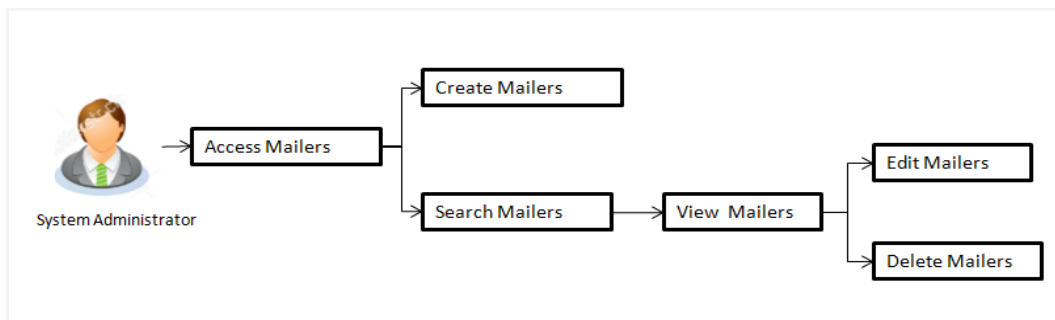 Create Mailers
Access Mailers
Edit Mailers
System Administrator
Search Mailers
View Mailers
Delete Mailers